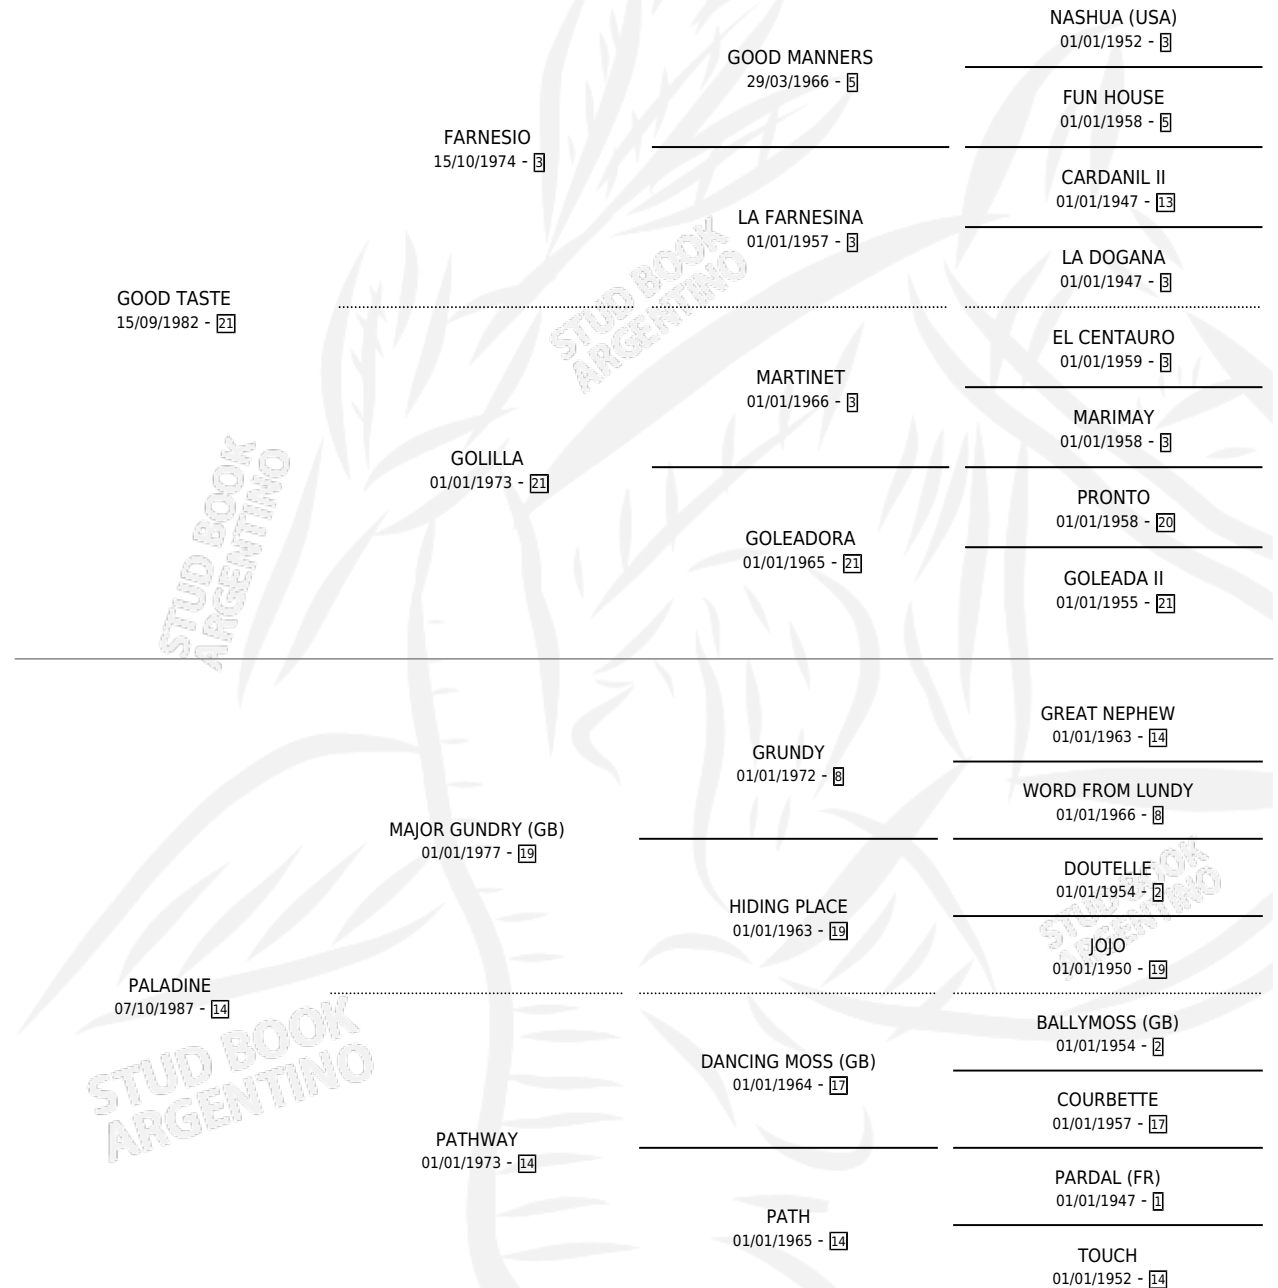 NASHUA (USA)
01/01/1952 - 3
GOOD MANNERS
29/03/1966 - 5
FUN HOUSE
01/01/1958 - 5
FARNESIO
15/10/1974 - 3
CARDANIL II
01/01/1947 - 13
LA FARNESINA
01/01/1957 - 3
LA DOGANA
01/01/1947 - 3
GOOD TASTE
15/09/1982 - 21
EL CENTAURO
01/01/1959 - 3
MARTINET
01/01/1966 - 3
MARIMAY
01/01/1958 - 3
GOLILLA
01/01/1973 - 21
PRONTO
01/01/1958 - 20
GOLEADORA
01/01/1965 - 21
GOLEADA II
01/01/1955 - 21
GREAT NEPHEW
01/01/1963 - 14
GRUNDY
01/01/1972 - 8
WORD FROM LUNDY
01/01/1966 - 8
MAJOR GUNDRY (GB)
01/01/1977 - 19
DOUTELLE
01/01/1954 - 2
HIDING PLACE
01/01/1963 - 19
JOJO
01/01/1950 - 19
PALADINE
07/10/1987 - 14
BALLYMOSS (GB)
01/01/1954 - 2
DANCING MOSS (GB)
01/01/1964 - 17
COURBETTE
01/01/1957 - 17
PATHWAY
01/01/1973 - 14
PARDAL (FR)
01/01/1947 - 1
PATH
01/01/1965 - 14
TOUCH
01/01/1952 - 14
STUD BOOK
ARGENTINO
STUD BOOK
ARGENTINO
STUD BOOK
ARGENTINO
STUD BOOK
ARGENTINO